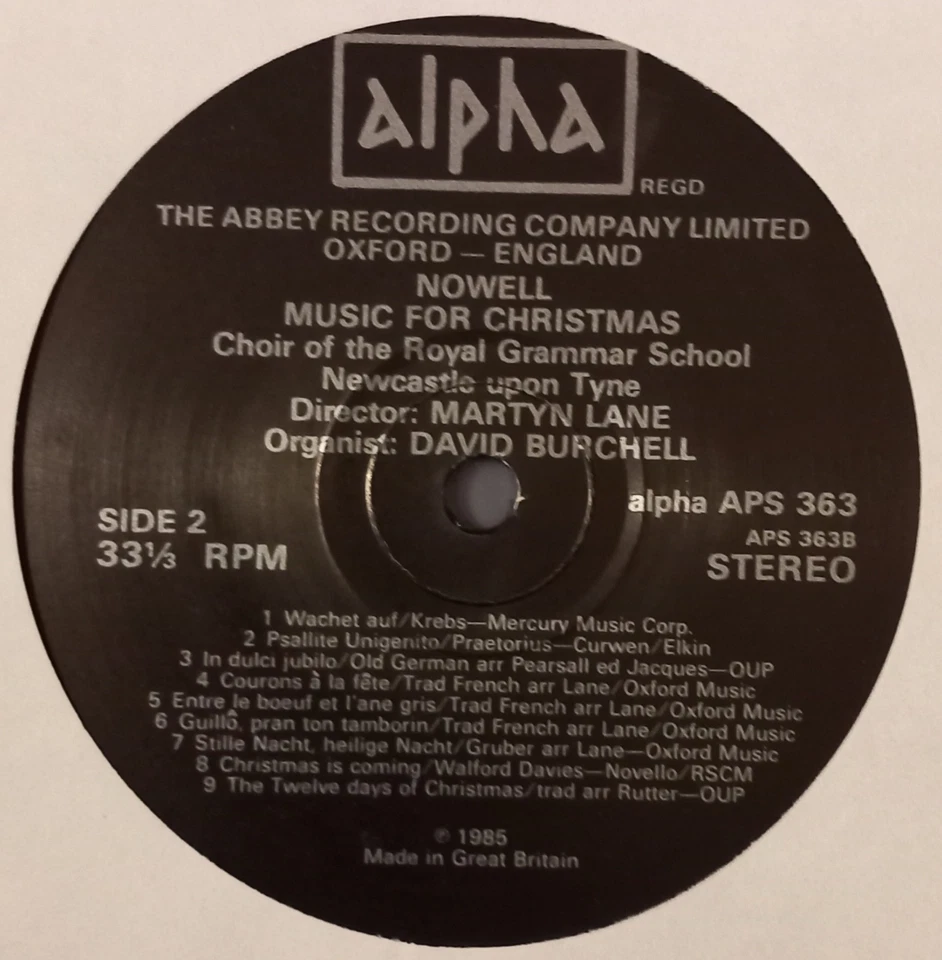 alpha
REGD
THE ABBEY RECORDING COMPANY LIMITED
OXFORD — ENGLAND
NOWELL
MUSIC FOR CHRISTMAS
Choir of the Royal Grammar School
Newcastle upon Tyne
Director: MARTYN LANE
Organist: DAVID BURCHELL
SIDE 2
33⅓ RPM
alpha APS 363
APS 363B
STEREO
1 Wachet auf/Krebs—Mercury Music Corp.
2 Psallite Unigenito/Praetorius—Curwen/Elkin
3 In dulci jubilo/Old German arr Pearsall ed Jacques—OUP
4 Courons à la fête/Trad French arr Lane/Oxford Music
5 Entre le boeuf et l'ane gris/Trad French arr Lane/Oxford Music
6 Guillô, pran ton tamborin/Trad French arr Lane/Oxford Music
7 Stille Nacht, heilige Nacht/Gruber arr Lane—Oxford Music
8 Christmas is coming/Walford Davies—Novello/RSCM
9 The Twelve days of Christmas/trad arr Rutter—OUP
℗ 1985
Made in Great Britain